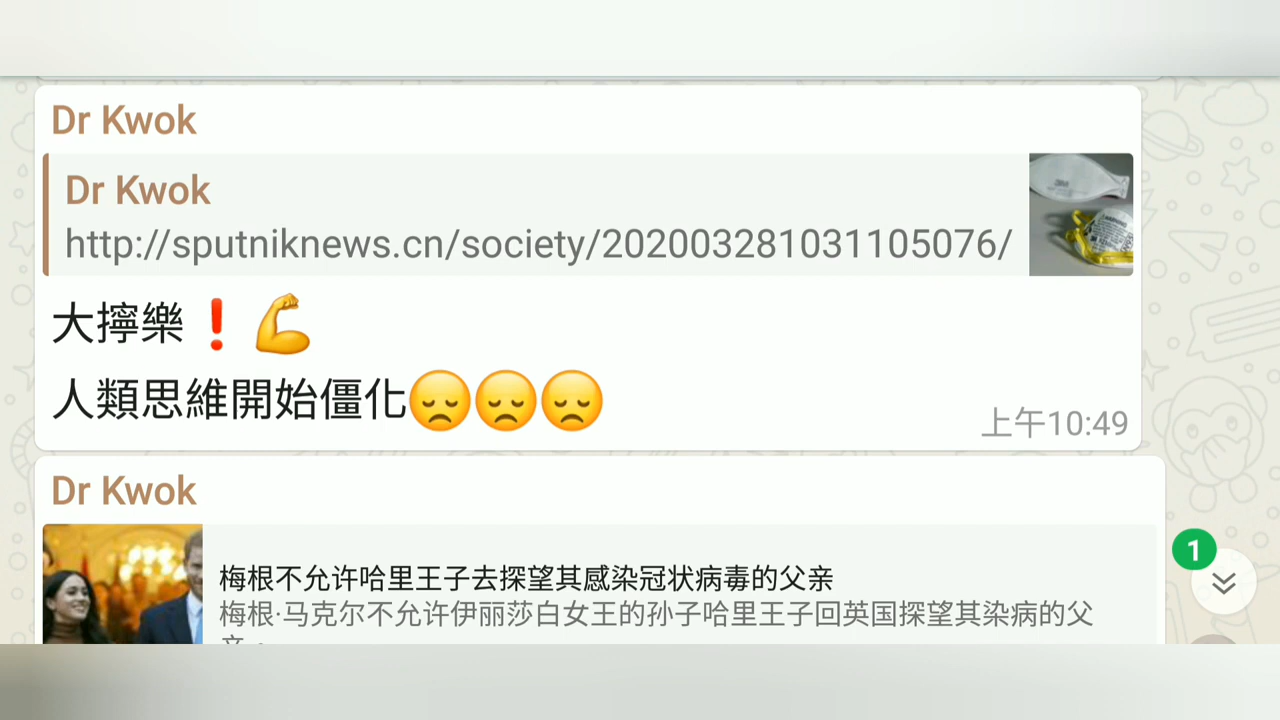 Dr Kwok
Dr Kwok
http://sputniknews.cn/society/202003281031105076/
大擰樂❗💪
人類思維開始僵化😞😞😞
上午10:49
Dr Kwok
梅根不允许哈里王子去探望其感染冠状病毒的父亲
梅根·马克尔不允许伊丽莎白女王的孙子哈里王子回英国探望其染病的父
1